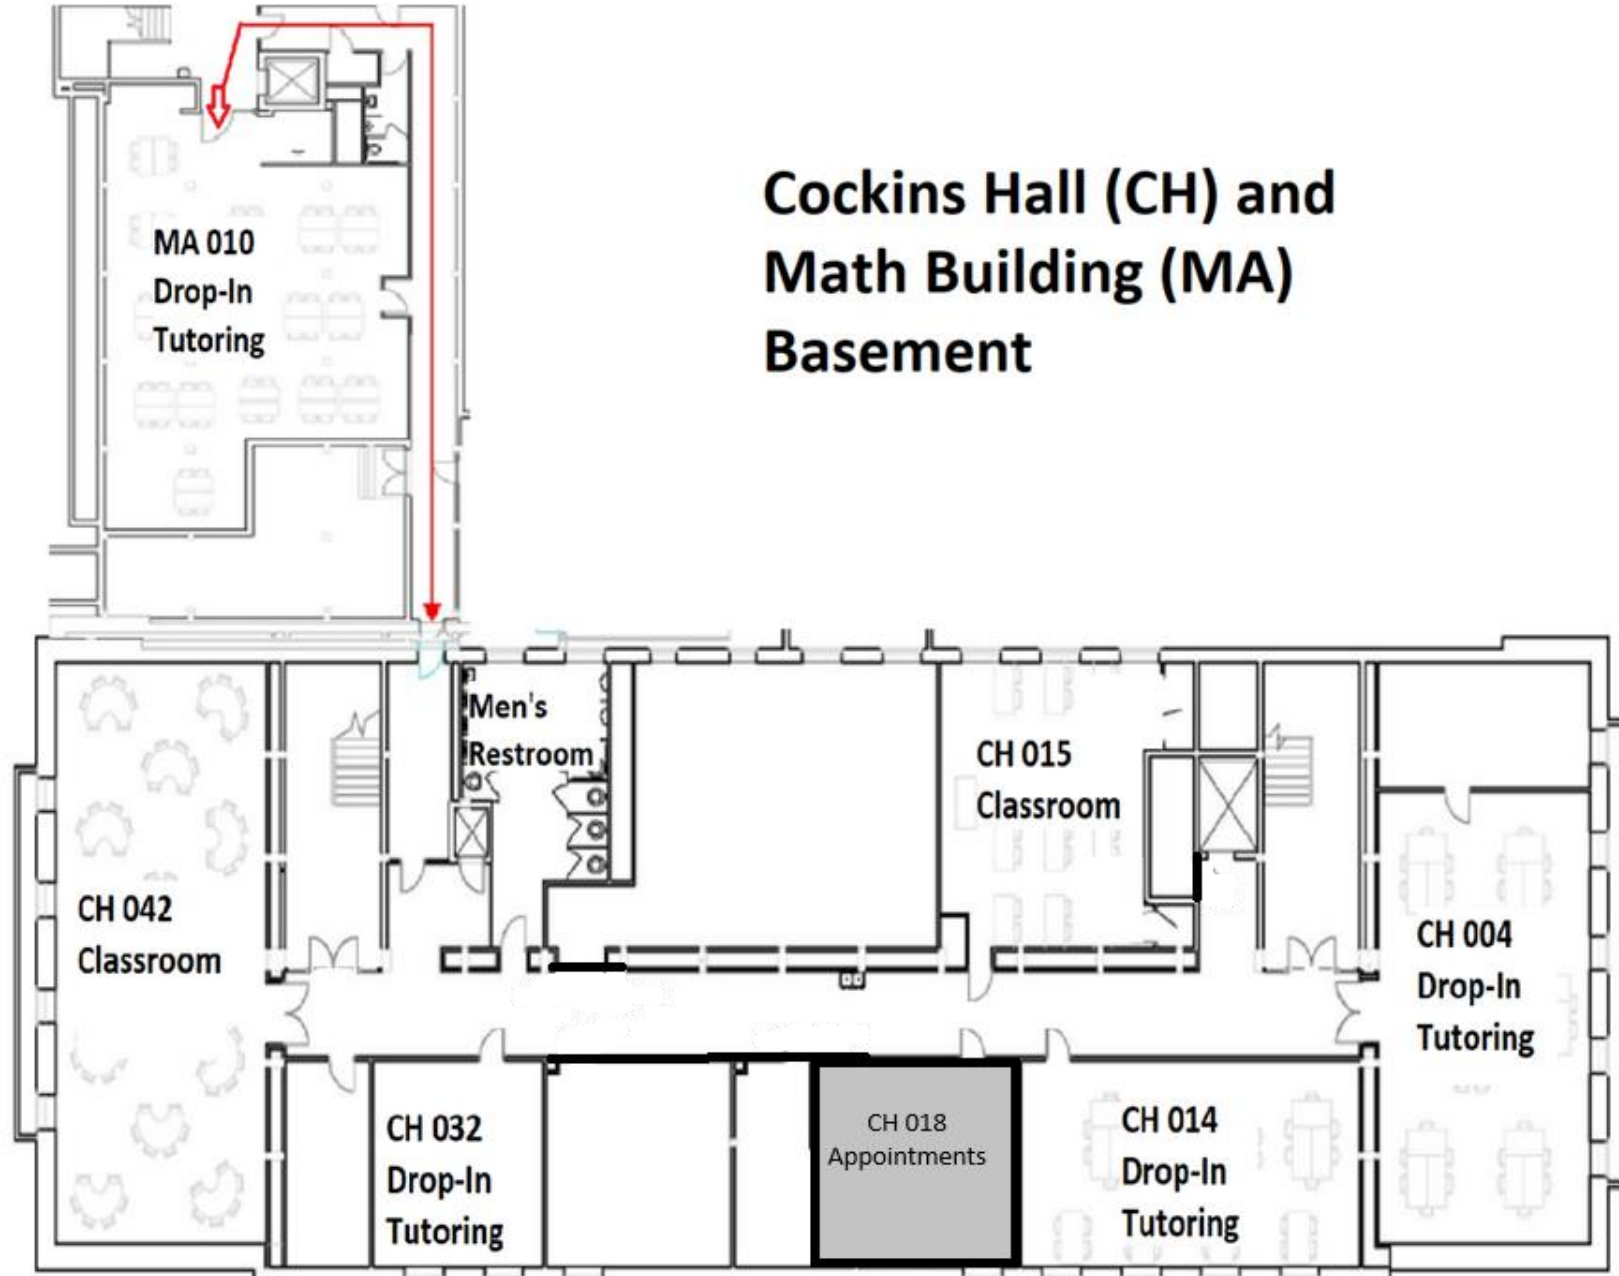 Cockins Hall (CH) and
Math Building (MA)
Basement
MA 010
Drop-In
Tutoring
Men's
Restroom
CH 015
Classroom
CH 042
Classroom
CH 004
Drop-In
Tutoring
CH 032
Drop-In
Tutoring
CH 018
Appointments
CH 014
Drop-In
Tutoring